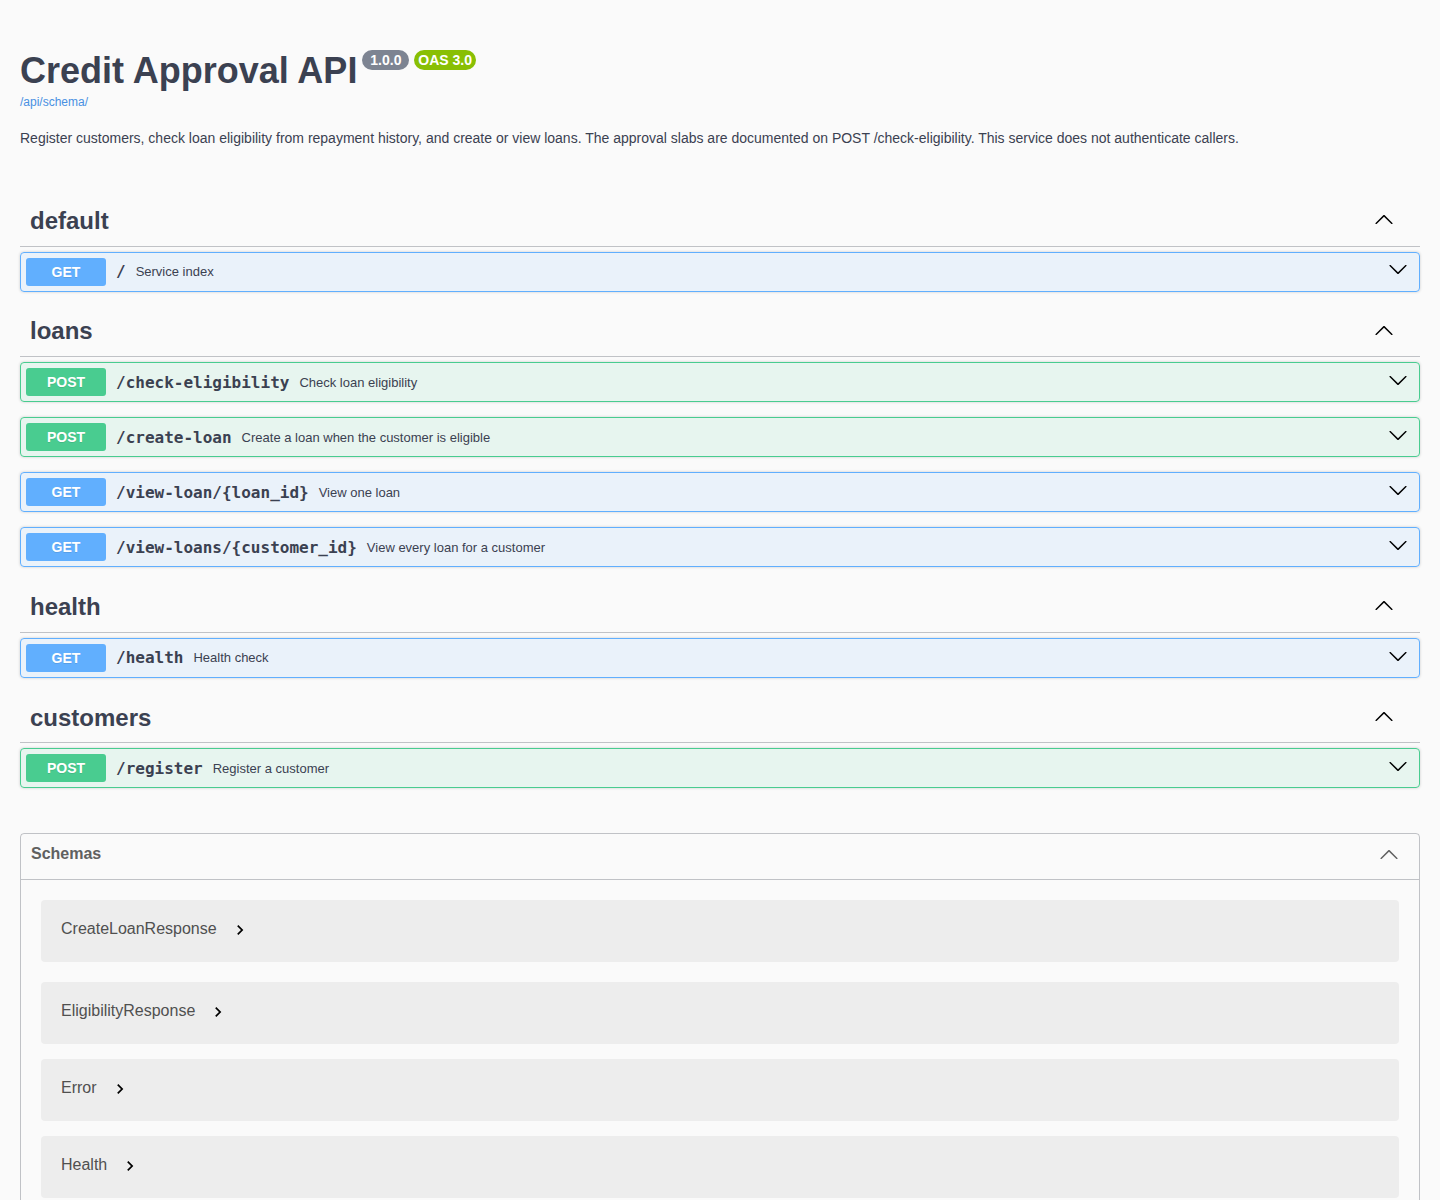 Credit Approval API 1.0.0 OAS 3.0
/api/schema/
Register customers, check loan eligibility from repayment history, and create or view loans. The approval slabs are documented on POST /check-eligibility. This service does not authenticate callers.
default
GET / Service index
loans
POST /check-eligibility Check loan eligibility
POST /create-loan Create a loan when the customer is eligible
GET /view-loan/{loan_id} View one loan
GET /view-loans/{customer_id} View every loan for a customer
health
GET /health Health check
customers
POST /register Register a customer
Schemas
CreateLoanResponse
EligibilityResponse
Error
Health